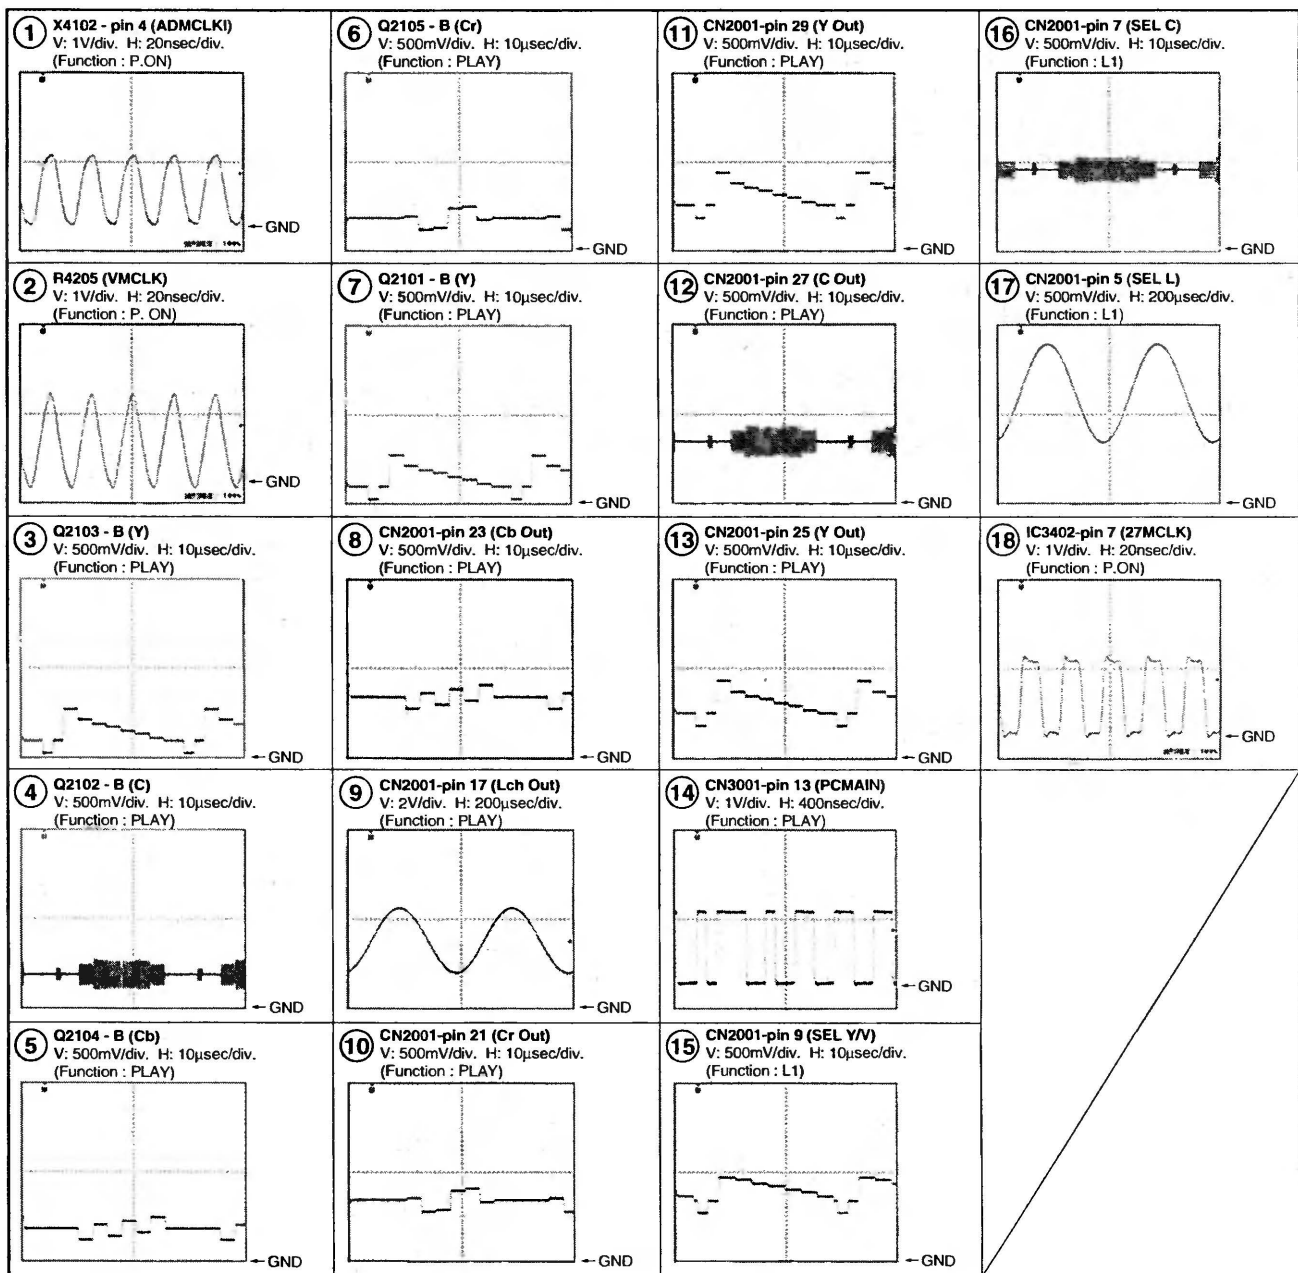 1 X4102 - pin 4 (ADMCLKI)
V: 1V/div. H: 20nsec/div.
(Function : P.ON)
100%
←GND
2 R4205 (VMCLK)
V: 1V/div. H: 20nsec/div.
(Function : P. ON)
100%
←GND
3 Q2103 - B (Y)
V: 500mV/div. H: 10µsec/div.
(Function : PLAY)
←GND
4 Q2102 - B (C)
V: 500mV/div. H: 10µsec/div.
(Function : PLAY)
←GND
5 Q2104 - B (Cb)
V: 500mV/div. H: 10µsec/div.
(Function : PLAY)
←GND
6 Q2105 - B (Cr)
V: 500mV/div. H: 10µsec/div.
(Function : PLAY)
←GND
7 Q2101 - B (Y)
V: 500mV/div. H: 10µsec/div.
(Function : PLAY)
←GND
8 CN2001-pin 23 (Cb Out)
V: 500mV/div. H: 10µsec/div.
(Function : PLAY)
←GND
9 CN2001-pin 17 (Lch Out)
V: 2V/div. H: 200µsec/div.
(Function : PLAY)
←GND
10 CN2001-pin 21 (Cr Out)
V: 500mV/div. H: 10µsec/div.
(Function : PLAY)
←GND
11 CN2001-pin 29 (Y Out)
V: 500mV/div. H: 10µsec/div.
(Function : PLAY)
←GND
12 CN2001-pin 27 (C Out)
V: 500mV/div. H: 10µsec/div.
(Function : PLAY)
←GND
13 CN2001-pin 25 (Y Out)
V: 500mV/div. H: 10µsec/div.
(Function : PLAY)
←GND
14 CN3001-pin 13 (PCMAIN)
V: 1V/div. H: 400nsec/div.
(Function : PLAY)
←GND
15 CN2001-pin 9 (SEL Y/V)
V: 500mV/div. H: 10µsec/div.
(Function : L1)
←GND
16 CN2001-pin 7 (SEL C)
V: 500mV/div. H: 10µsec/div.
(Function : L1)
←GND
17 CN2001-pin 5 (SEL L)
V: 500mV/div. H: 200µsec/div.
(Function : L1)
←GND
18 IC3402-pin 7 (27MCLK)
V: 1V/div. H: 20nsec/div.
(Function : P.ON)
100%
←GND